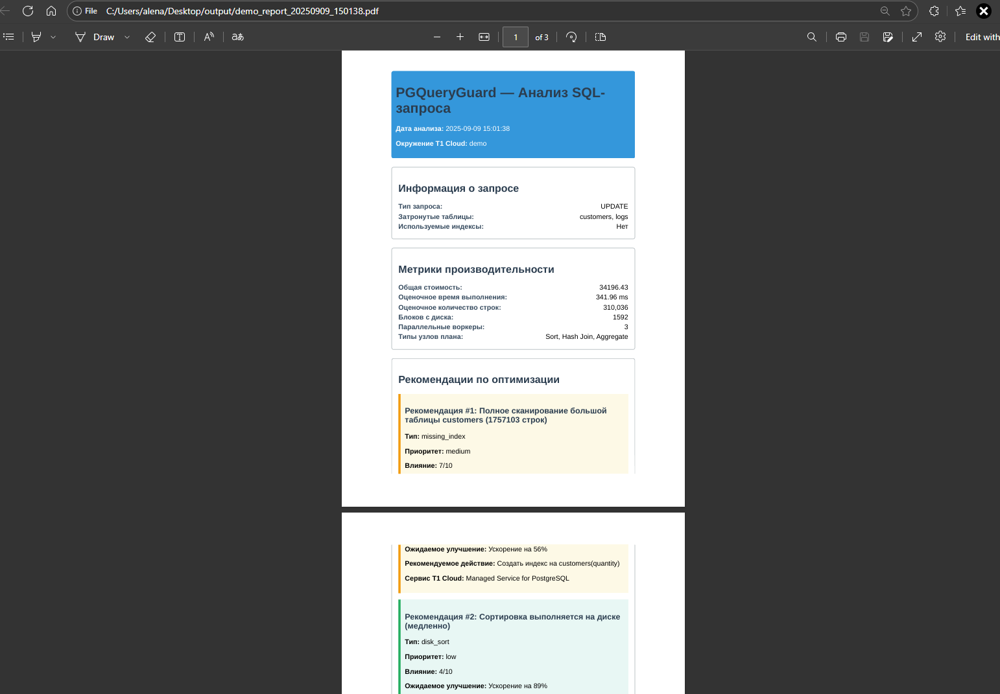 File C:/Users/alena/Desktop/output/demo_report_20250909_150138.pdf
Draw
A
aあ
1 of 3
Edit with
PGQueryGuard — Анализ SQL-
запроса
Дата анализа: 2025-09-09 15:01:38
Окружение T1 Cloud: demo
Информация о запросе
Тип запроса: UPDATE
Затронутые таблицы: customers, logs
Используемые индексы: Нет
Метрики производительности
Общая стоимость: 34196.43
Оценочное время выполнения: 341.96 ms
Оценочное количество строк: 310,036
Блоков с диска: 1592
Параллельные воркеры: 3
Типы узлов плана: Sort, Hash Join, Aggregate
Рекомендации по оптимизации
Рекомендация #1: Полное сканирование большой
таблицы customers (1757103 строк)
Тип: missing_index
Приоритет: medium
Влияние: 7/10
Ожидаемое улучшение: Ускорение на 56%
Рекомендуемое действие: Создать индекс на customers(quantity)
Сервис T1 Cloud: Managed Service for PostgreSQL
Рекомендация #2: Сортировка выполняется на диске
(медленно)
Тип: disk_sort
Приоритет: low
Влияние: 4/10
Ожидаемое улучшение: Ускорение на 89%